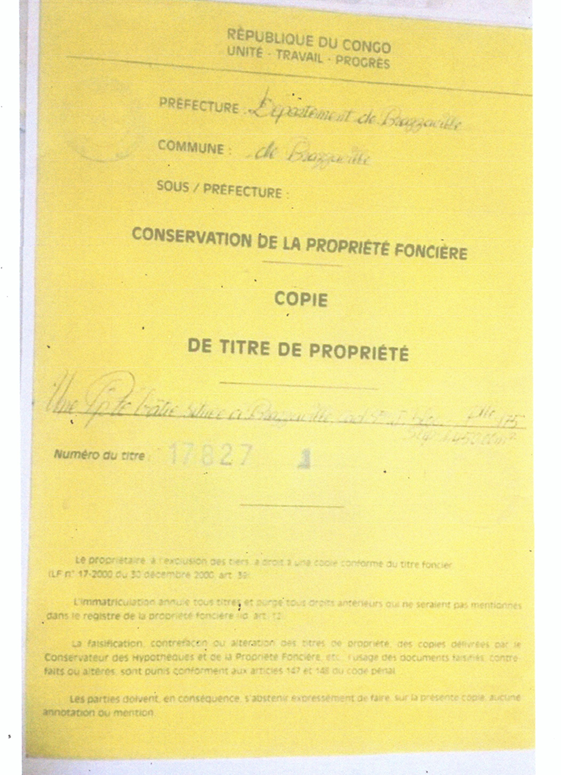 RÉPUBLIQUE DU CONGO
UNITÉ - TRAVAIL - PROGRÈS
PRÉFECTURE : Département de Brazzaville
COMMUNE : de Brazzaville
SOUS / PRÉFECTURE :
CONSERVATION DE LA PROPRIÉTÉ FONCIÈRE
COPIE
DE TITRE DE PROPRIÉTÉ
Une Ppté bâtie située à Brazzaville
Numéro du titre : 17827 1
Le propriétaire, à l'exclusion des tiers, a droit à une copie conforme du titre foncier
(LF n° 17-2000 du 30 décembre 2000, art. 38)
L'immatriculation annule tous titres et purge tous droits antérieurs qui ne seraient pas mentionnés
dans le registre de la propriété foncière art. 12
La falsification, contrefaçon ou altération des titres de propriété, des copies délivrées par le
Conservateur des Hypothèques et de la Propriété Foncière, etc., l'usage des documents falsifiés, contre-
faits ou altérés, sont punis conformément aux articles 147 et 148 du code pénal.
Les parties doivent, en conséquence, s'abstenir expressément de faire, sur la présente copie, aucune
annotation ou mention